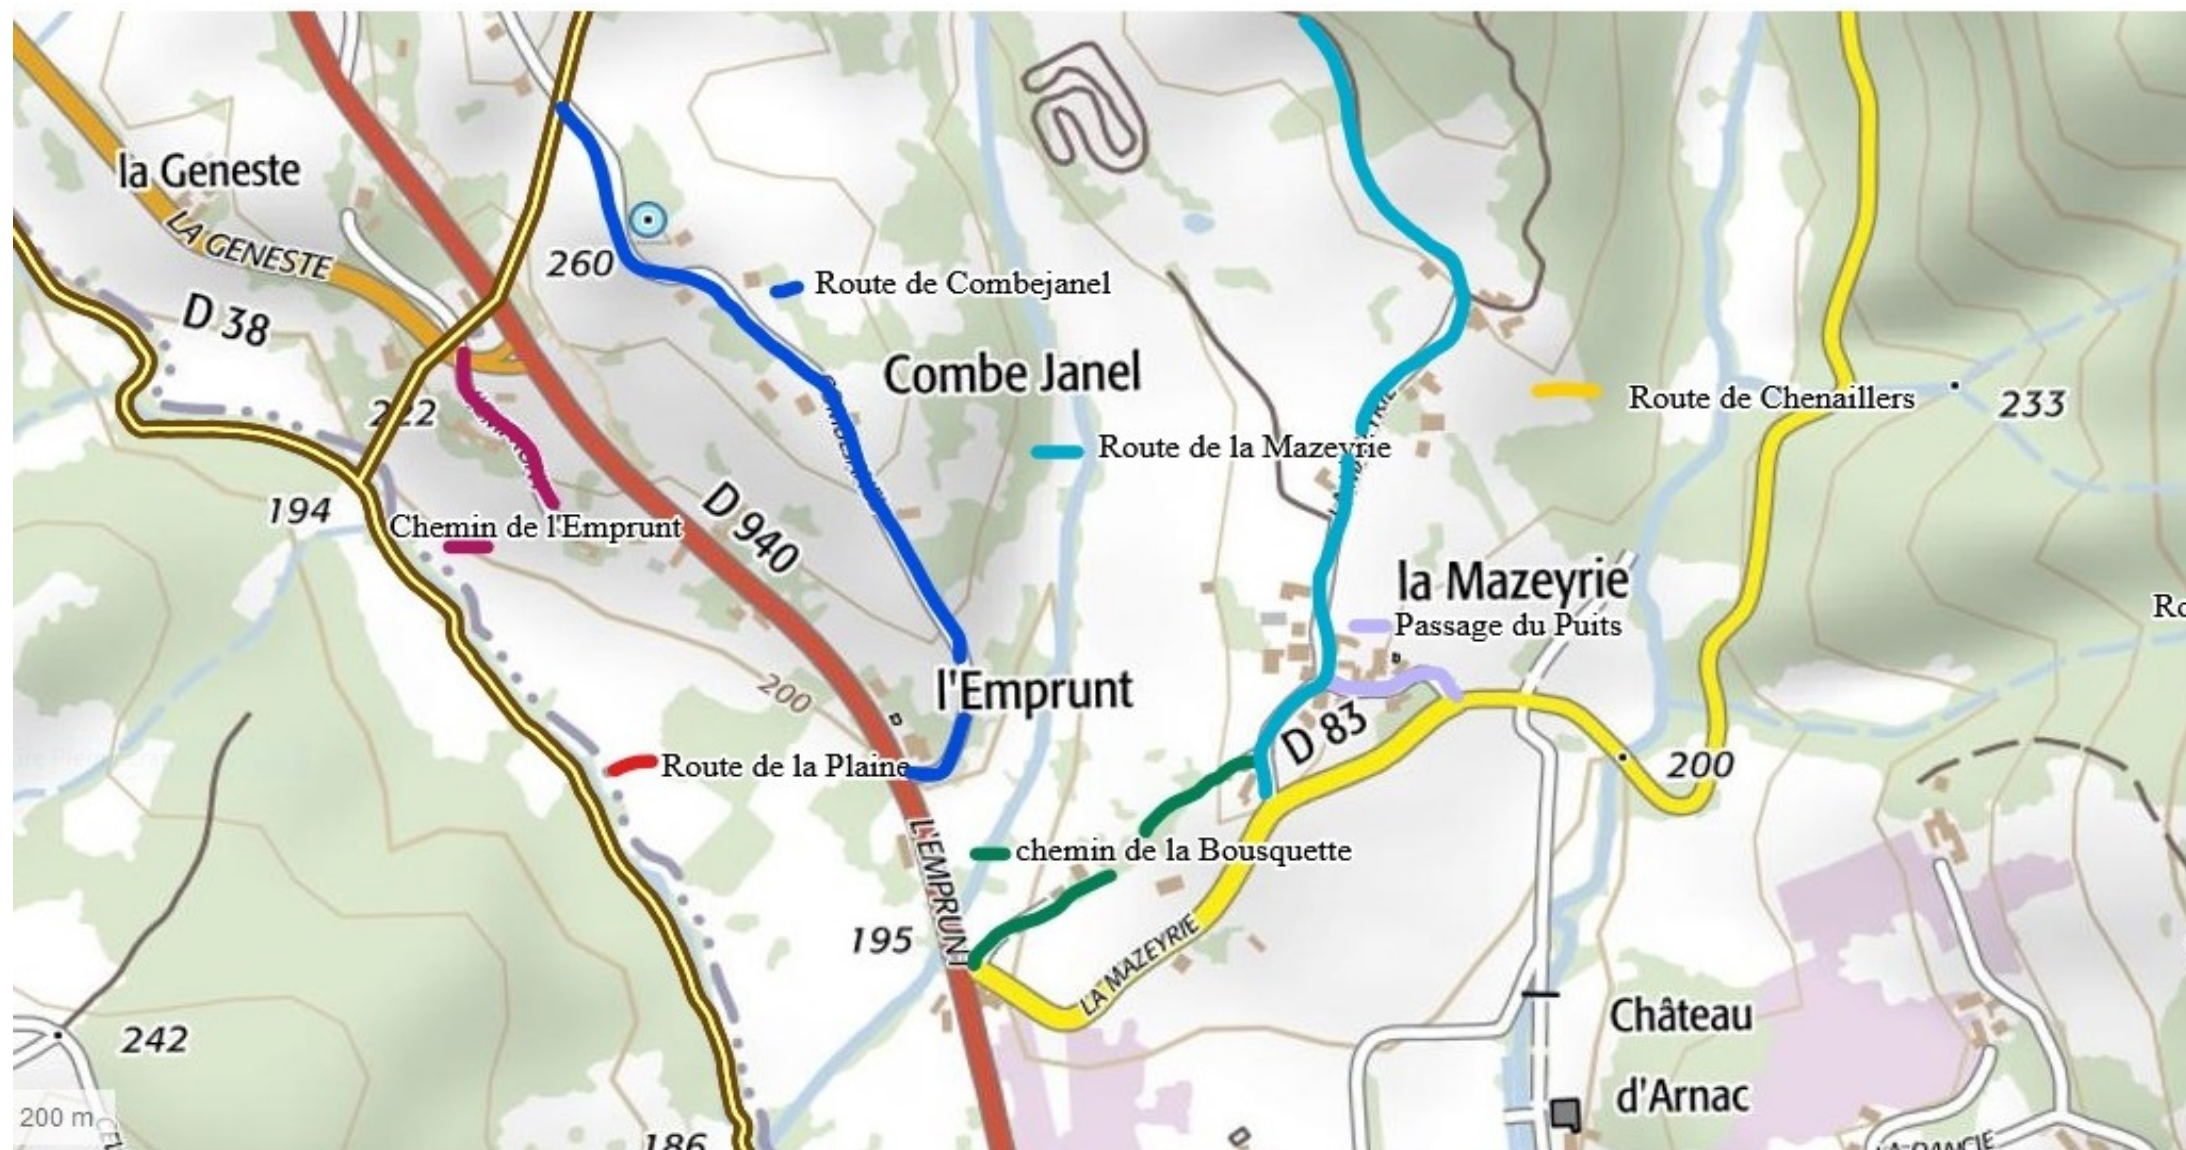 la Geneste
LA GENESTE
260
Route de Combejanel
D 38
Combe Janel
222
Route de Chenaillers
233
Route de la Mazeyrie
194
D 940
Chemin de l'Emprunt
la Mazeyrie
Passage du Puits
l'Emprunt
200
D 83
Route de la Plaine
200
L'EMPRUNT
chemin de la Bousquette
195
LA MAZEYRIE
Château
d'Arnac
242
200 m
186